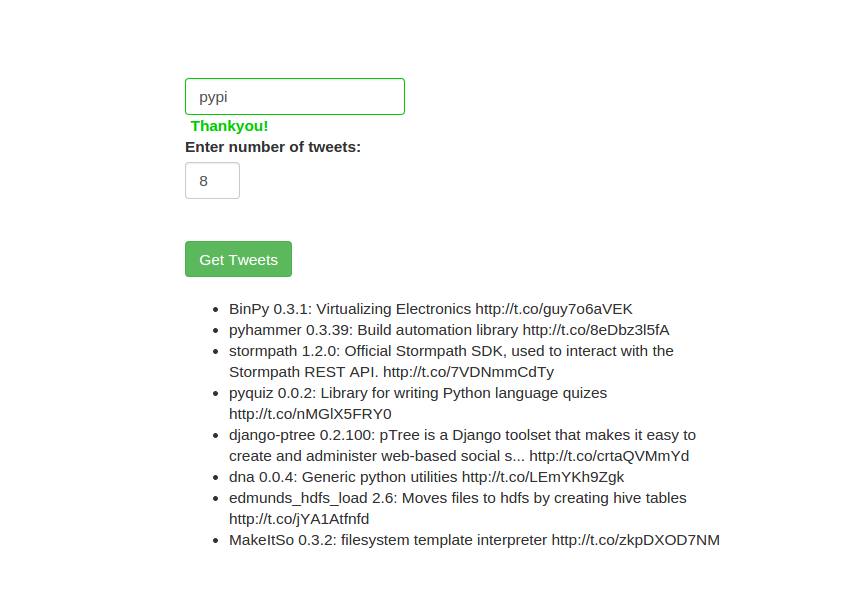 pypi
Thankyou!
Enter number of tweets:
8
Get Tweets
BinPy 0.3.1: Virtualizing Electronics http://t.co/guy7o6aVEK
pyhammer 0.3.39: Build automation library http://t.co/8eDbz3l5fA
stormpath 1.2.0: Official Stormpath SDK, used to interact with the
Stormpath REST API. http://t.co/7VDNmmCdTy
pyquiz 0.0.2: Library for writing Python language quizes
http://t.co/nMGlX5FRY0
django-ptree 0.2.100: pTree is a Django toolset that makes it easy to
create and administer web-based social s... http://t.co/crtaQVMmYd
dna 0.0.4: Generic python utilities http://t.co/LEmYKh9Zgk
edmunds_hdfs_load 2.6: Moves files to hdfs by creating hive tables
http://t.co/jYA1Atfnfd
MakeItSo 0.3.2: filesystem template interpreter http://t.co/zkpDXOD7NM